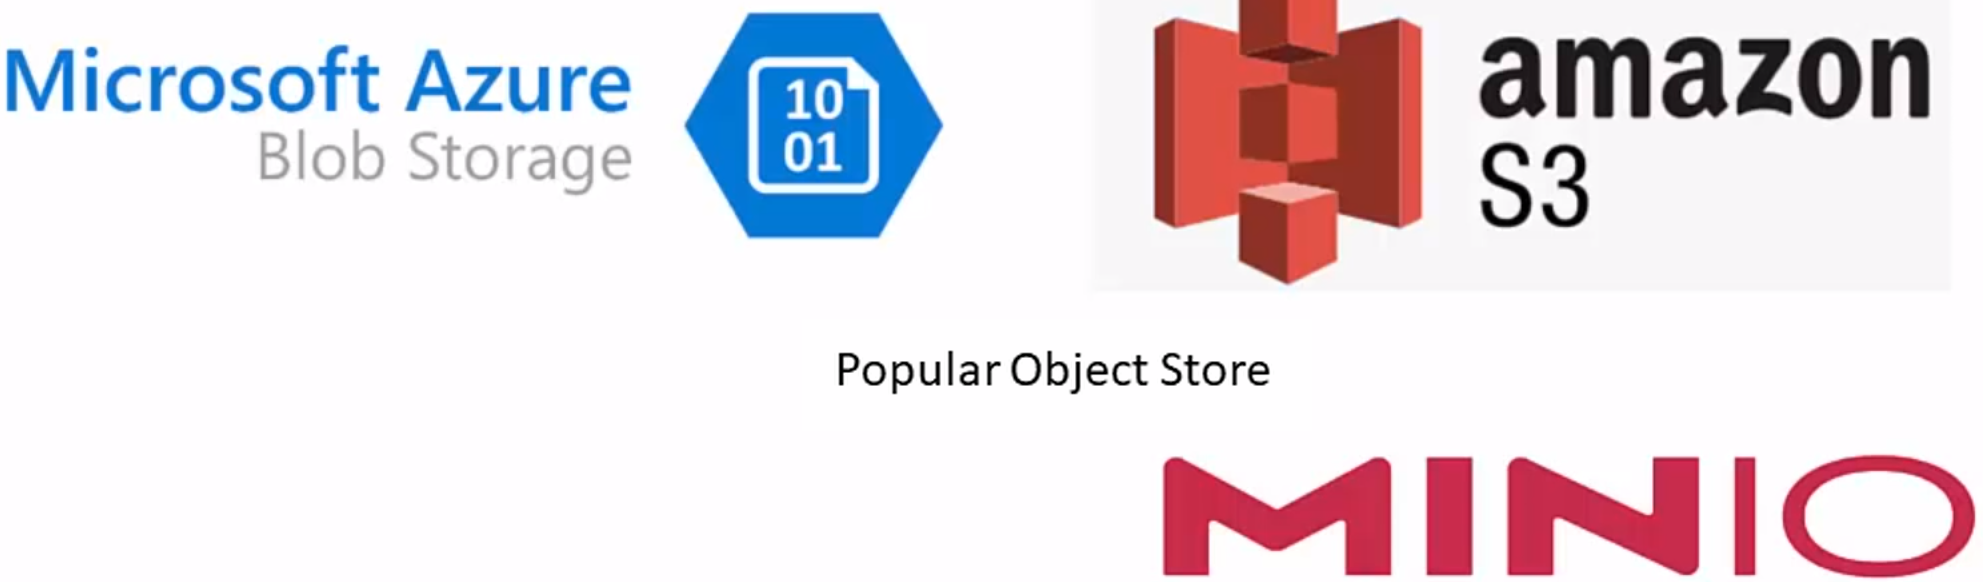 Microsoft Azure
Blob Storage
10
01
amazon
S3
Popular Object Store
MINIO